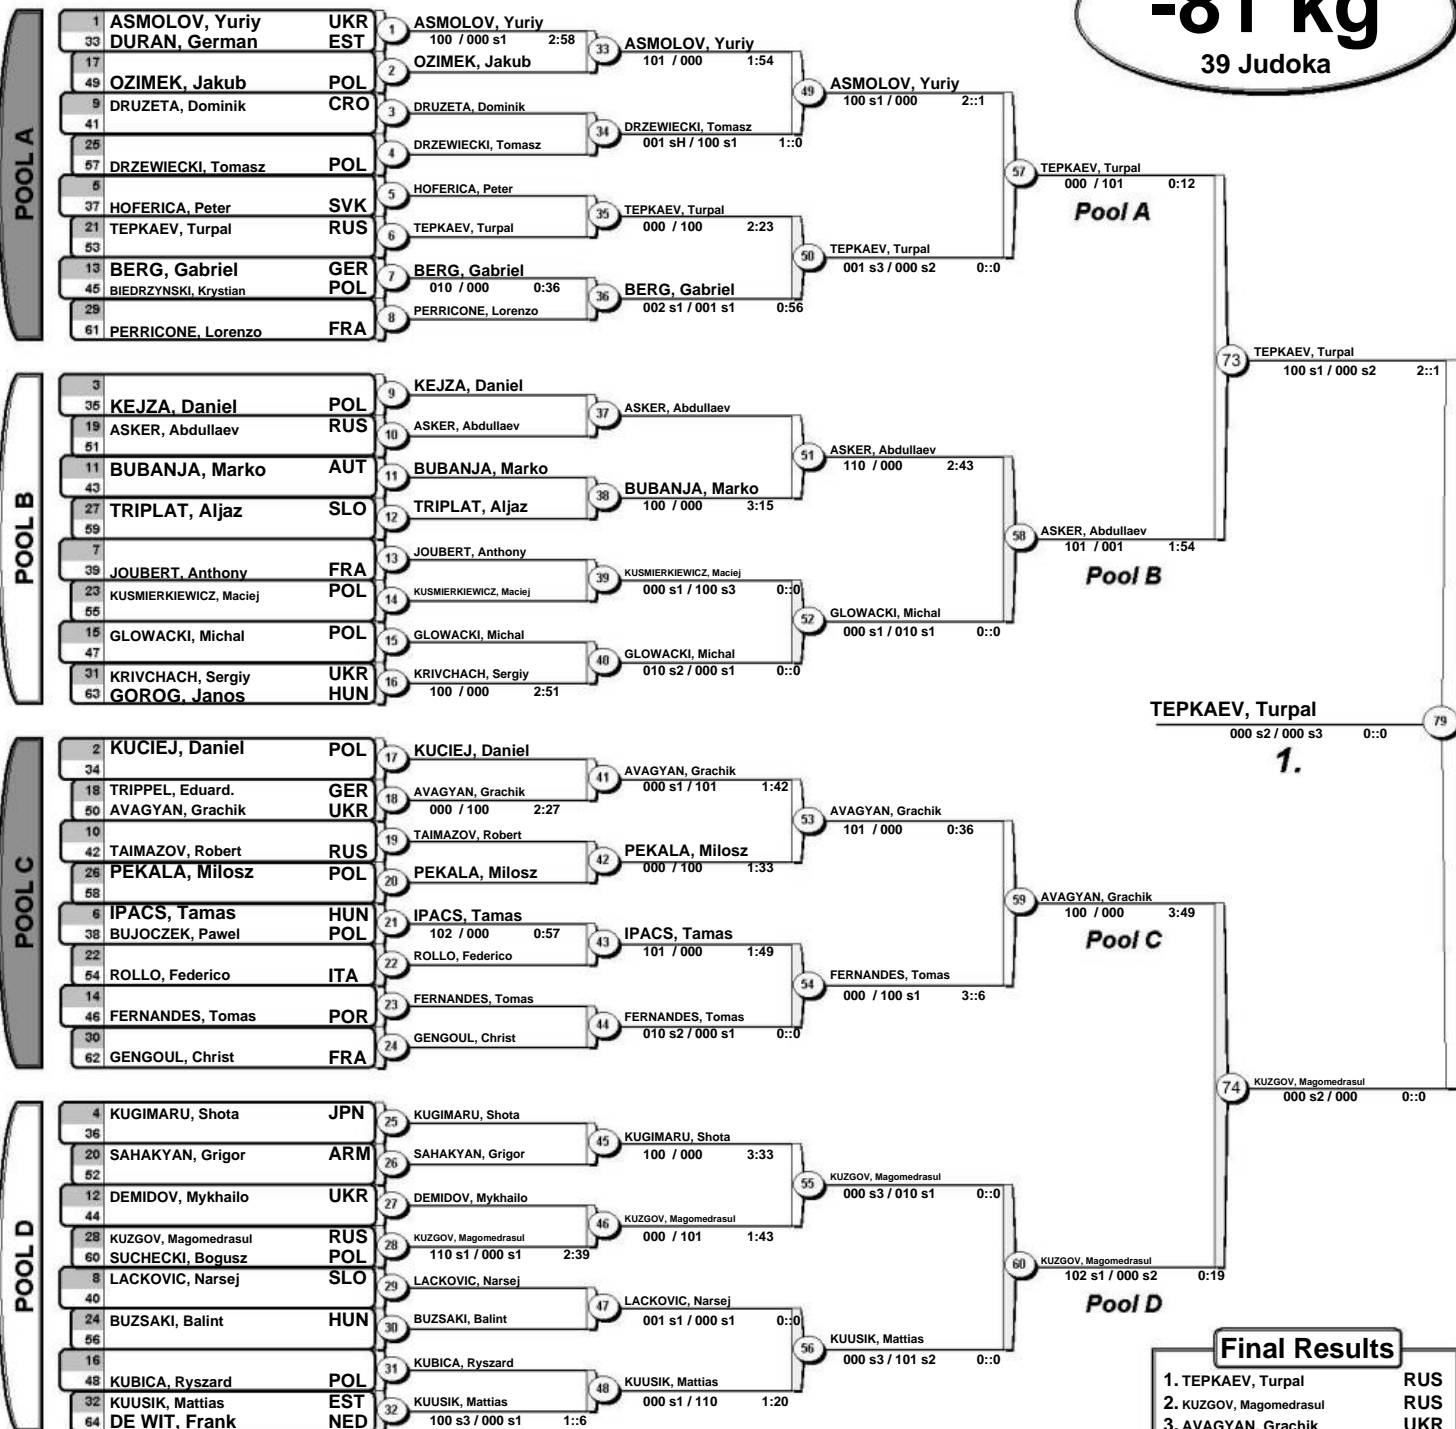 -81 kg
39 Judoka
POOL A
1 ASMOLOV, Yuriy UKR
33 DURAN, German EST
17
49 OZIMEK, Jakub POL
9 DRUZETA, Dominik CRO
41
25
57 DRZEWIECKI, Tomasz POL
5
37 HOFERICA, Peter SVK
21 TEPKAEV, Turpal RUS
53
13 BERG, Gabriel GER
45 BIEDRZYNSKI, Krystian POL
29
61 PERRICONE, Lorenzo FRA
1 ASMOLOV, Yuriy
100 / 000 s1 2:58
2 OZIMEK, Jakub
3 DRUZETA, Dominik
4 DRZEWIECKI, Tomasz
5 HOFERICA, Peter
6 TEPKAEV, Turpal
7 BERG, Gabriel
010 / 000 0:36
8 PERRICONE, Lorenzo
33 ASMOLOV, Yuriy
101 / 000 1:54
34 DRZEWIECKI, Tomasz
001 sH / 100 s1 1::0
35 TEPKAEV, Turpal
000 / 100 2:23
36 BERG, Gabriel
002 s1 / 001 s1 0:56
49 ASMOLOV, Yuriy
100 s1 / 000 2::1
50 TEPKAEV, Turpal
001 s3 / 000 s2 0::0
57 TEPKAEV, Turpal
000 / 101 0:12
Pool A
POOL B
3
35 KEJZA, Daniel POL
19 ASKER, Abdullaev RUS
51
11 BUBANJA, Marko AUT
43
27 TRIPLAT, Aljaz SLO
59
7
39 JOUBERT, Anthony FRA
23 KUSMIERKIEWICZ, Maciej POL
55
15 GLOWACKI, Michal POL
47
31 KRIVCHACH, Sergiy UKR
63 GOROG, Janos HUN
9 KEJZA, Daniel
10 ASKER, Abdullaev
11 BUBANJA, Marko
12 TRIPLAT, Aljaz
13 JOUBERT, Anthony
14 KUSMIERKIEWICZ, Maciej
15 GLOWACKI, Michal
16 KRIVCHACH, Sergiy
100 / 000 2:51
37 ASKER, Abdullaev
38 BUBANJA, Marko
100 / 000 3:15
39 KUSMIERKIEWICZ, Maciej
000 s1 / 100 s3 0::0
40 GLOWACKI, Michal
010 s2 / 000 s1 0::0
51 ASKER, Abdullaev
110 / 000 2:43
52 GLOWACKI, Michal
000 s1 / 010 s1 0::0
58 ASKER, Abdullaev
101 / 001 1:54
Pool B
73 TEPKAEV, Turpal
100 s1 / 000 s2 2::1
TEPKAEV, Turpal 79
000 s2 / 000 s3 0::0
1.
POOL C
2 KUCIEJ, Daniel POL
34
18 TRIPPEL, Eduard. GER
50 AVAGYAN, Grachik UKR
10
42 TAIMAZOV, Robert RUS
26 PEKALA, Milosz POL
58
6 IPACS, Tamas HUN
38 BUJOCZEK, Pawel POL
22
54 ROLLO, Federico ITA
14
46 FERNANDES, Tomas POR
30
62 GENGOUL, Christ FRA
17 KUCIEJ, Daniel
18 AVAGYAN, Grachik
000 / 100 2:27
19 TAIMAZOV, Robert
20 PEKALA, Milosz
21 IPACS, Tamas
102 / 000 0:57
22 ROLLO, Federico
23 FERNANDES, Tomas
24 GENGOUL, Christ
41 AVAGYAN, Grachik
000 s1 / 101 1:42
42 PEKALA, Milosz
000 / 100 1:33
43 IPACS, Tamas
101 / 000 1:49
44 FERNANDES, Tomas
010 s2 / 000 s1 0::0
53 AVAGYAN, Grachik
101 / 000 0:36
54 FERNANDES, Tomas
000 / 100 s1 3::6
59 AVAGYAN, Grachik
100 / 000 3:49
Pool C
POOL D
4 KUGIMARU, Shota JPN
36
20 SAHAKYAN, Grigor ARM
52
12 DEMIDOV, Mykhailo UKR
44
28 KUZGOV, Magomedrasul RUS
60 SUCHECKI, Bogusz POL
8 LACKOVIC, Narsej SLO
40
24 BUZSAKI, Balint HUN
56
16
48 KUBICA, Ryszard POL
32 KUUSIK, Mattias EST
64 DE WIT, Frank NED
25 KUGIMARU, Shota
26 SAHAKYAN, Grigor
27 DEMIDOV, Mykhailo
28 KUZGOV, Magomedrasul
110 s1 / 000 s1 2:39
29 LACKOVIC, Narsej
30 BUZSAKI, Balint
31 KUBICA, Ryszard
32 KUUSIK, Mattias
100 s3 / 000 s1 1::6
45 KUGIMARU, Shota
100 / 000 3:33
46 KUZGOV, Magomedrasul
000 / 101 1:43
47 LACKOVIC, Narsej
001 s1 / 000 s1 0::0
48 KUUSIK, Mattias
000 s1 / 110 1:20
55 KUZGOV, Magomedrasul
000 s3 / 010 s1 0::0
56 KUUSIK, Mattias
000 s3 / 101 s2 0::0
60 KUZGOV, Magomedrasul
102 s1 / 000 s2 0:19
Pool D
74 KUZGOV, Magomedrasul
000 s2 / 000 0::0
Final Results
1. TEPKAEV, Turpal RUS
2. KUZGOV, Magomedrasul RUS
3. AVAGYAN, Grachik UKR